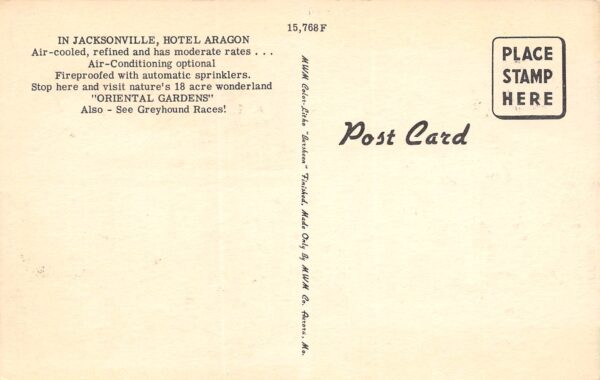 15,768F
IN JACKSONVILLE, HOTEL ARAGON
Air-cooled, refined and has moderate rates . . .
Air-Conditioning optional
Fireproofed with automatic sprinklers.
Stop here and visit nature's 18 acre wonderland
"ORIENTAL GARDENS"
Also - See Greyhound Races!
MWM Color-Litho "Dursheen" Finished. Made Only By MWM Co. Aurora, Mo.
Post Card
PLACE
STAMP
HERE